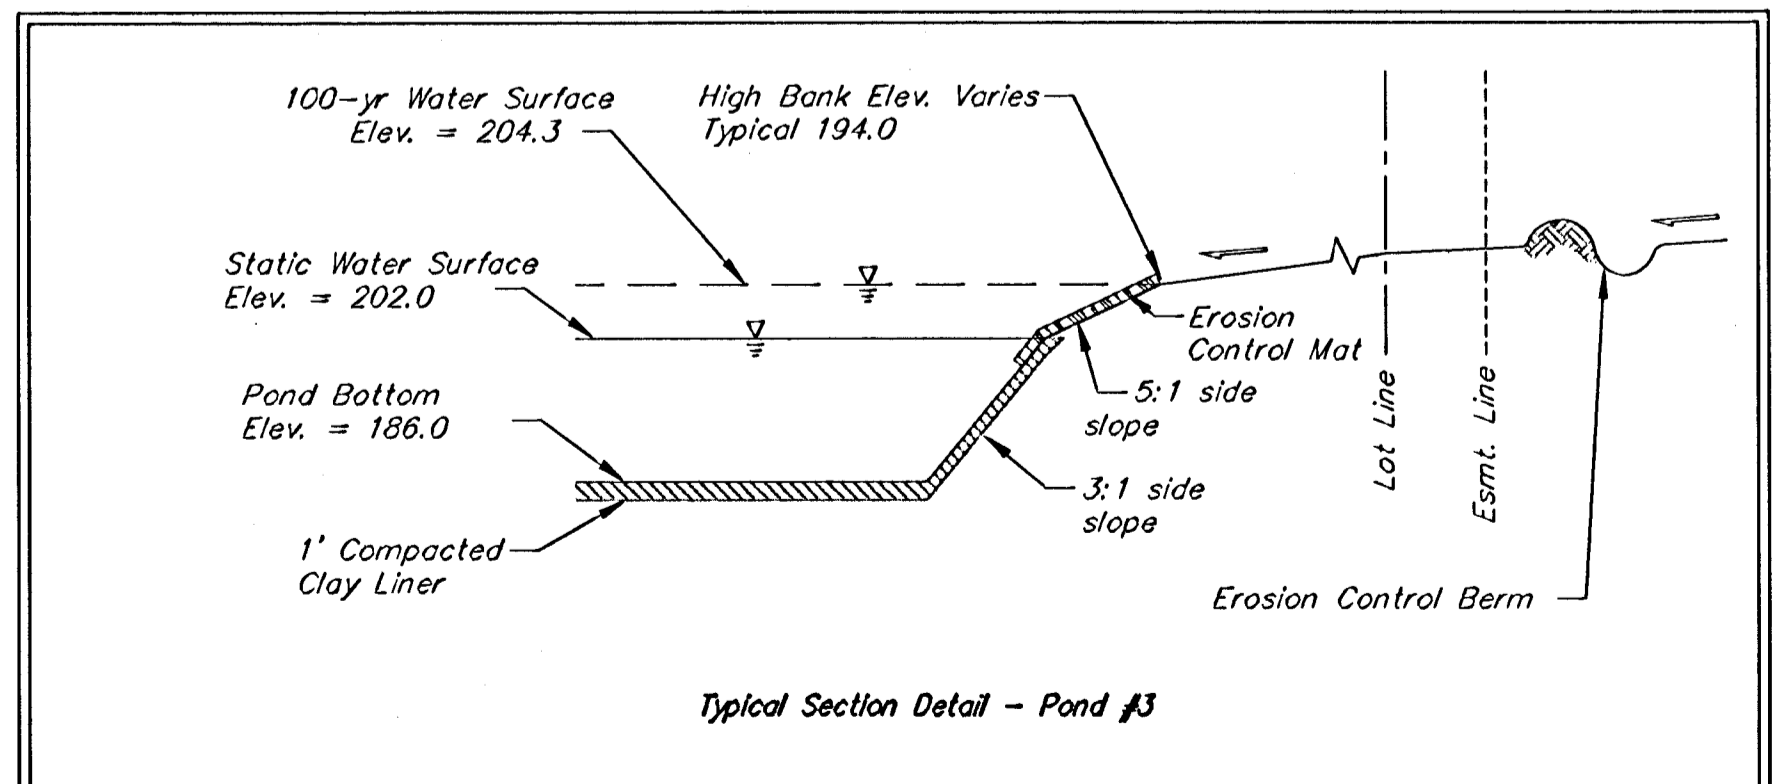 100-yr Water Surface
Elev. = 204.3
High Bank Elev. Varies
Typical 194.0
Static Water Surface
Elev. = 202.0
Erosion
Control Mat
Pond Bottom
Elev. = 186.0
5:1 side
slope
Lot Line
Esmt. Line
3:1 side
slope
1' Compacted
Clay Liner
Erosion Control Berm
Typical Section Detail - Pond #3